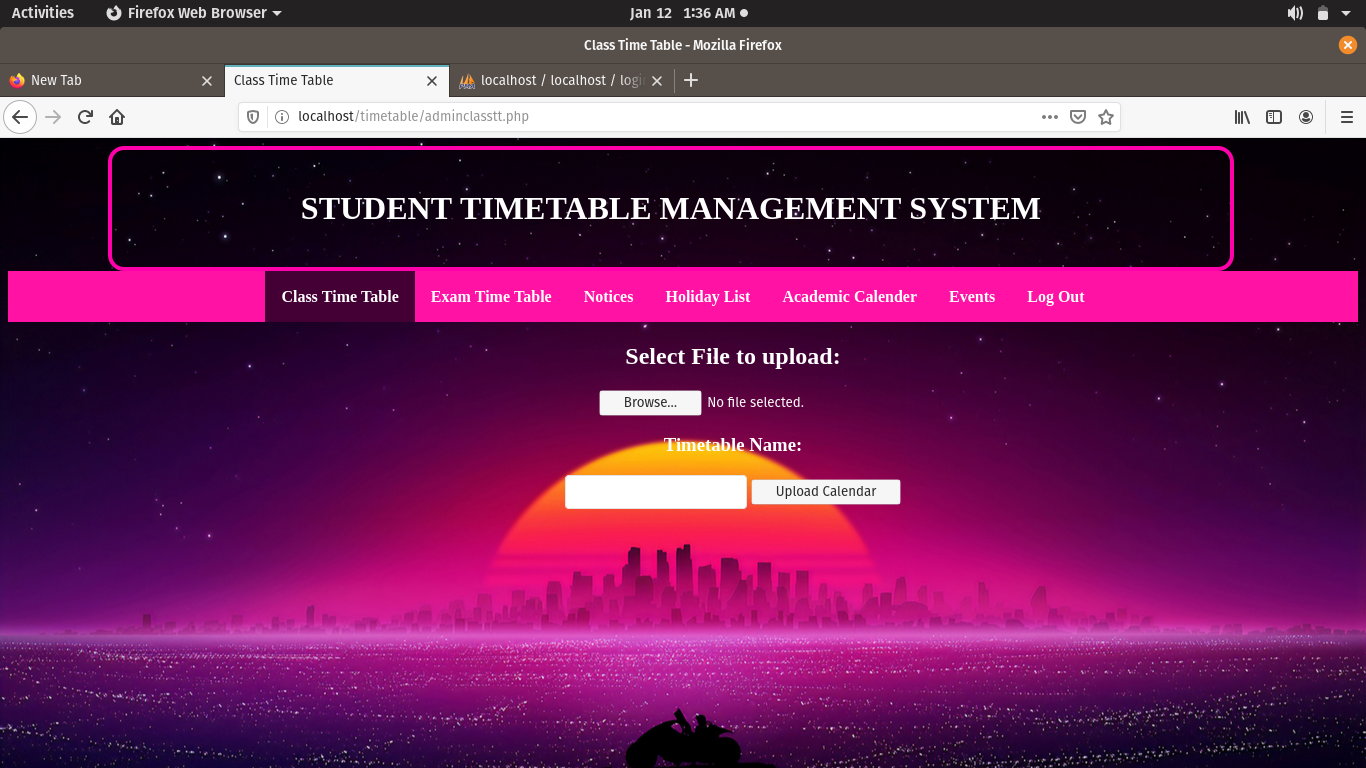 Activities Firefox Web Browser Jan 12 1:36 AM
Class Time Table - Mozilla Firefox
New Tab Class Time Table localhost / localhost / login
localhost/timetable/adminclasstt.php
STUDENT TIMETABLE MANAGEMENT SYSTEM
Class Time Table Exam Time Table Notices Holiday List Academic Calender Events Log Out
Select File to upload:
Browse... No file selected.
Timetable Name:
Upload Calendar